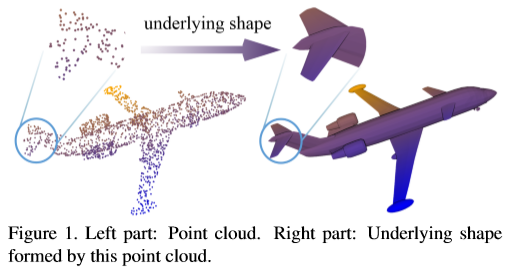 underlying shape
Figure 1. Left part: Point cloud. Right part: Underlying shape
formed by this point cloud.